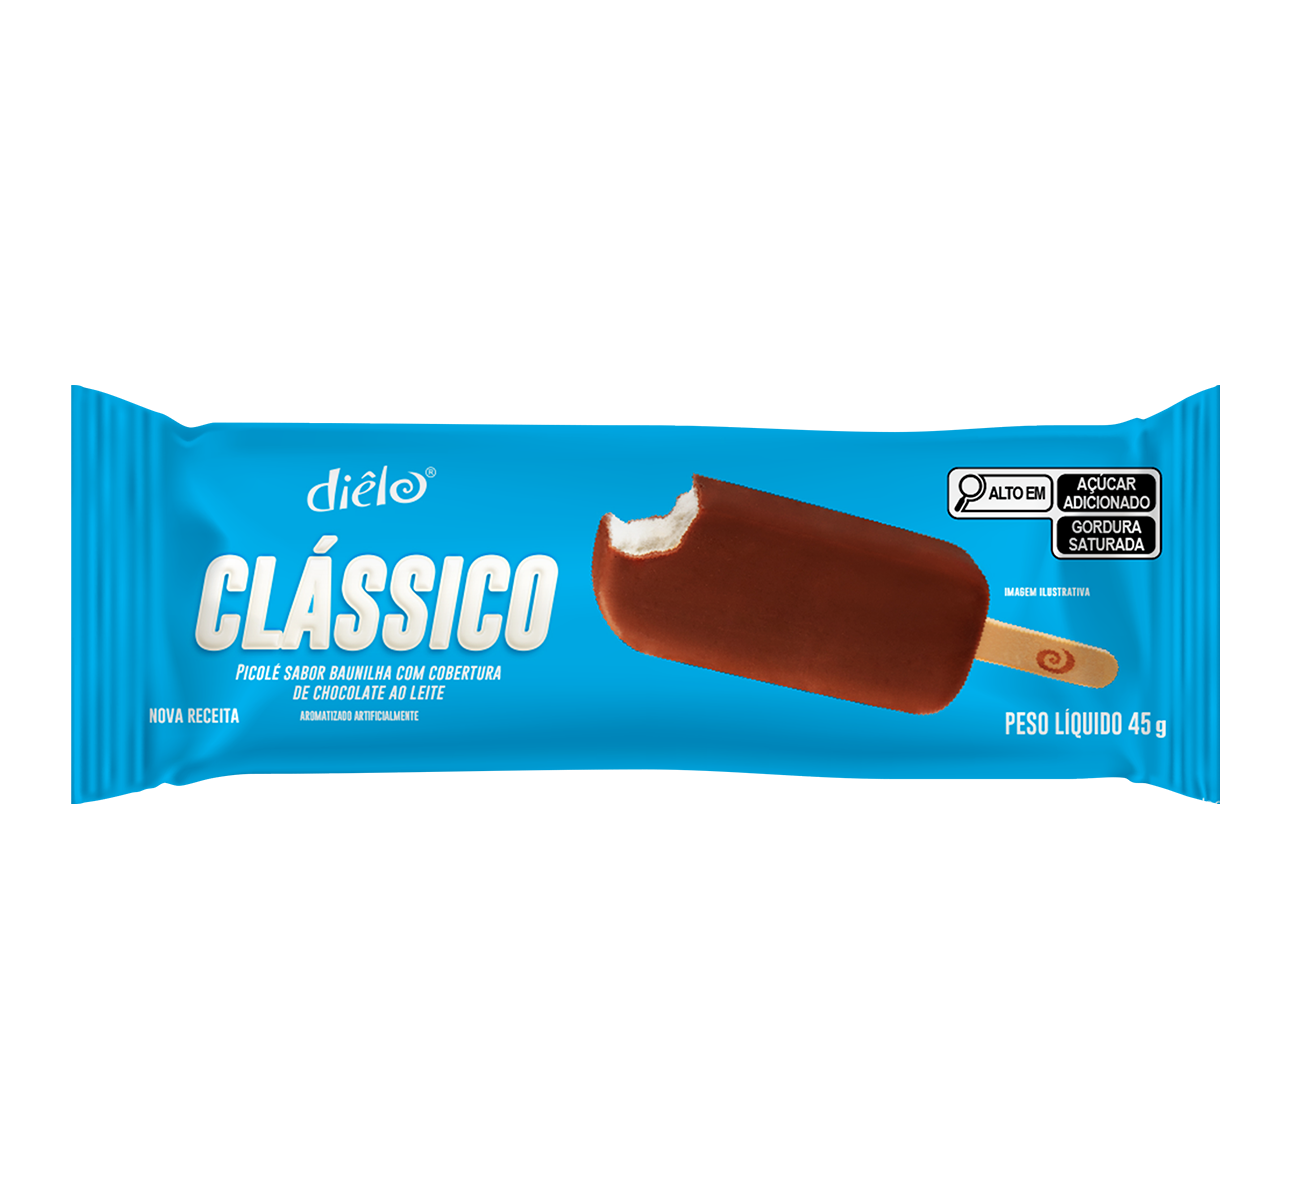 diêlo®
CLÁSSICO
PICOLÉ SABOR BAUNILHA COM COBERTURA
DE CHOCOLATE AO LEITE
AROMATIZADO ARTIFICIALMENTE
NOVA RECEITA
ALTO EM
AÇÚCAR
ADICIONADO
GORDURA
SATURADA
IMAGEM ILUSTRATIVA
PESO LÍQUIDO 45 g